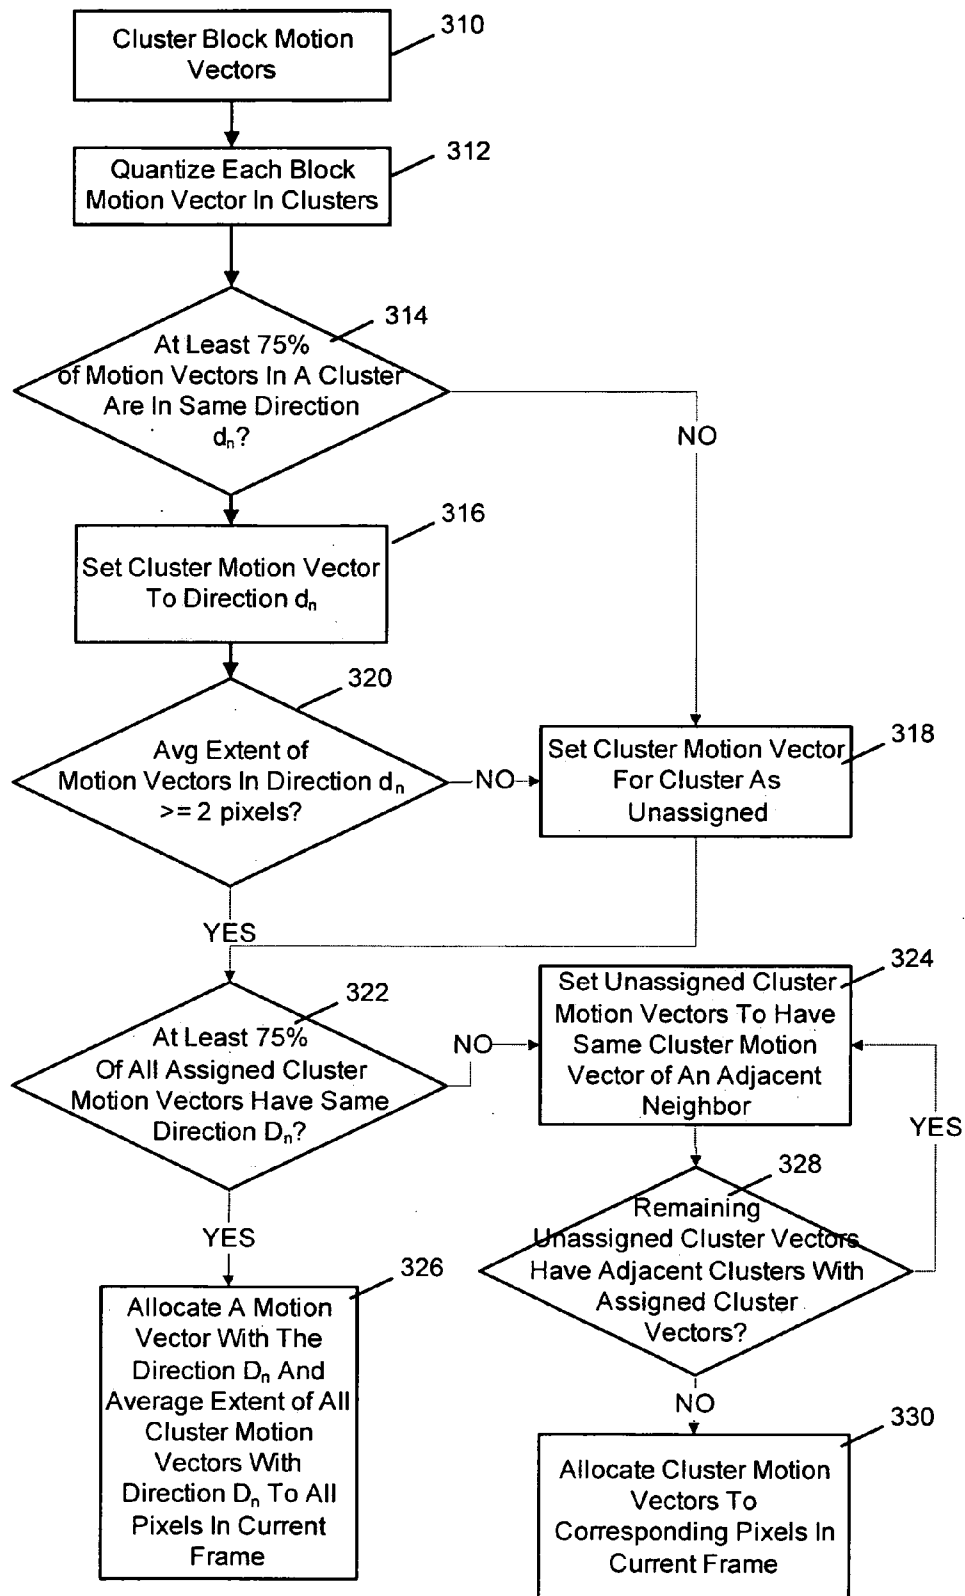 310
Cluster Block Motion
Vectors
312
Quantize Each Block
Motion Vector In Clusters
314
At Least 75%
of Motion Vectors In A Cluster
Are In Same Direction
dₙ?
NO
316
Set Cluster Motion Vector
To Direction dₙ
320
Avg Extent of
Motion Vectors In Direction dₙ
>= 2 pixels?
NO
318
Set Cluster Motion Vector
For Cluster As
Unassigned
YES
322
At Least 75%
Of All Assigned Cluster
Motion Vectors Have Same
Direction Dₙ?
NO
324
Set Unassigned Cluster
Motion Vectors To Have
Same Cluster Motion
Vector of An Adjacent
Neighbor
YES
328
Remaining
Unassigned Cluster Vectors
Have Adjacent Clusters With
Assigned Cluster
Vectors?
YES
326
Allocate A Motion
Vector With The
Direction Dₙ And
Average Extent of All
Cluster Motion
Vectors With
Direction Dₙ To All
Pixels In Current
Frame
NO
330
Allocate Cluster Motion
Vectors To
Corresponding Pixels In
Current Frame